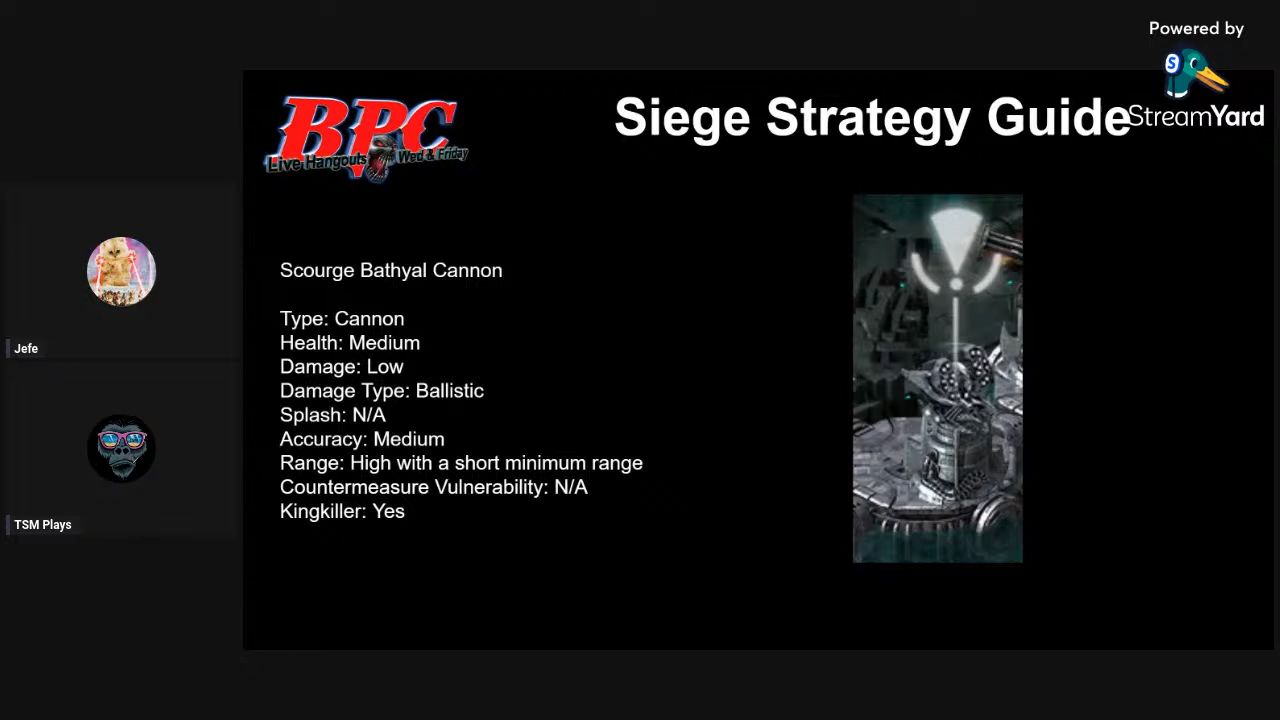 Powered by
S
StreamYard
BPC
Live Hangouts Wed & Friday
Siege Strategy Guide
Scourge Bathyal Cannon
Type: Cannon
Health: Medium
Damage: Low
Damage Type: Ballistic
Splash: N/A
Accuracy: Medium
Range: High with a short minimum range
Countermeasure Vulnerability: N/A
Kingkiller: Yes
Jefe
TSM Plays